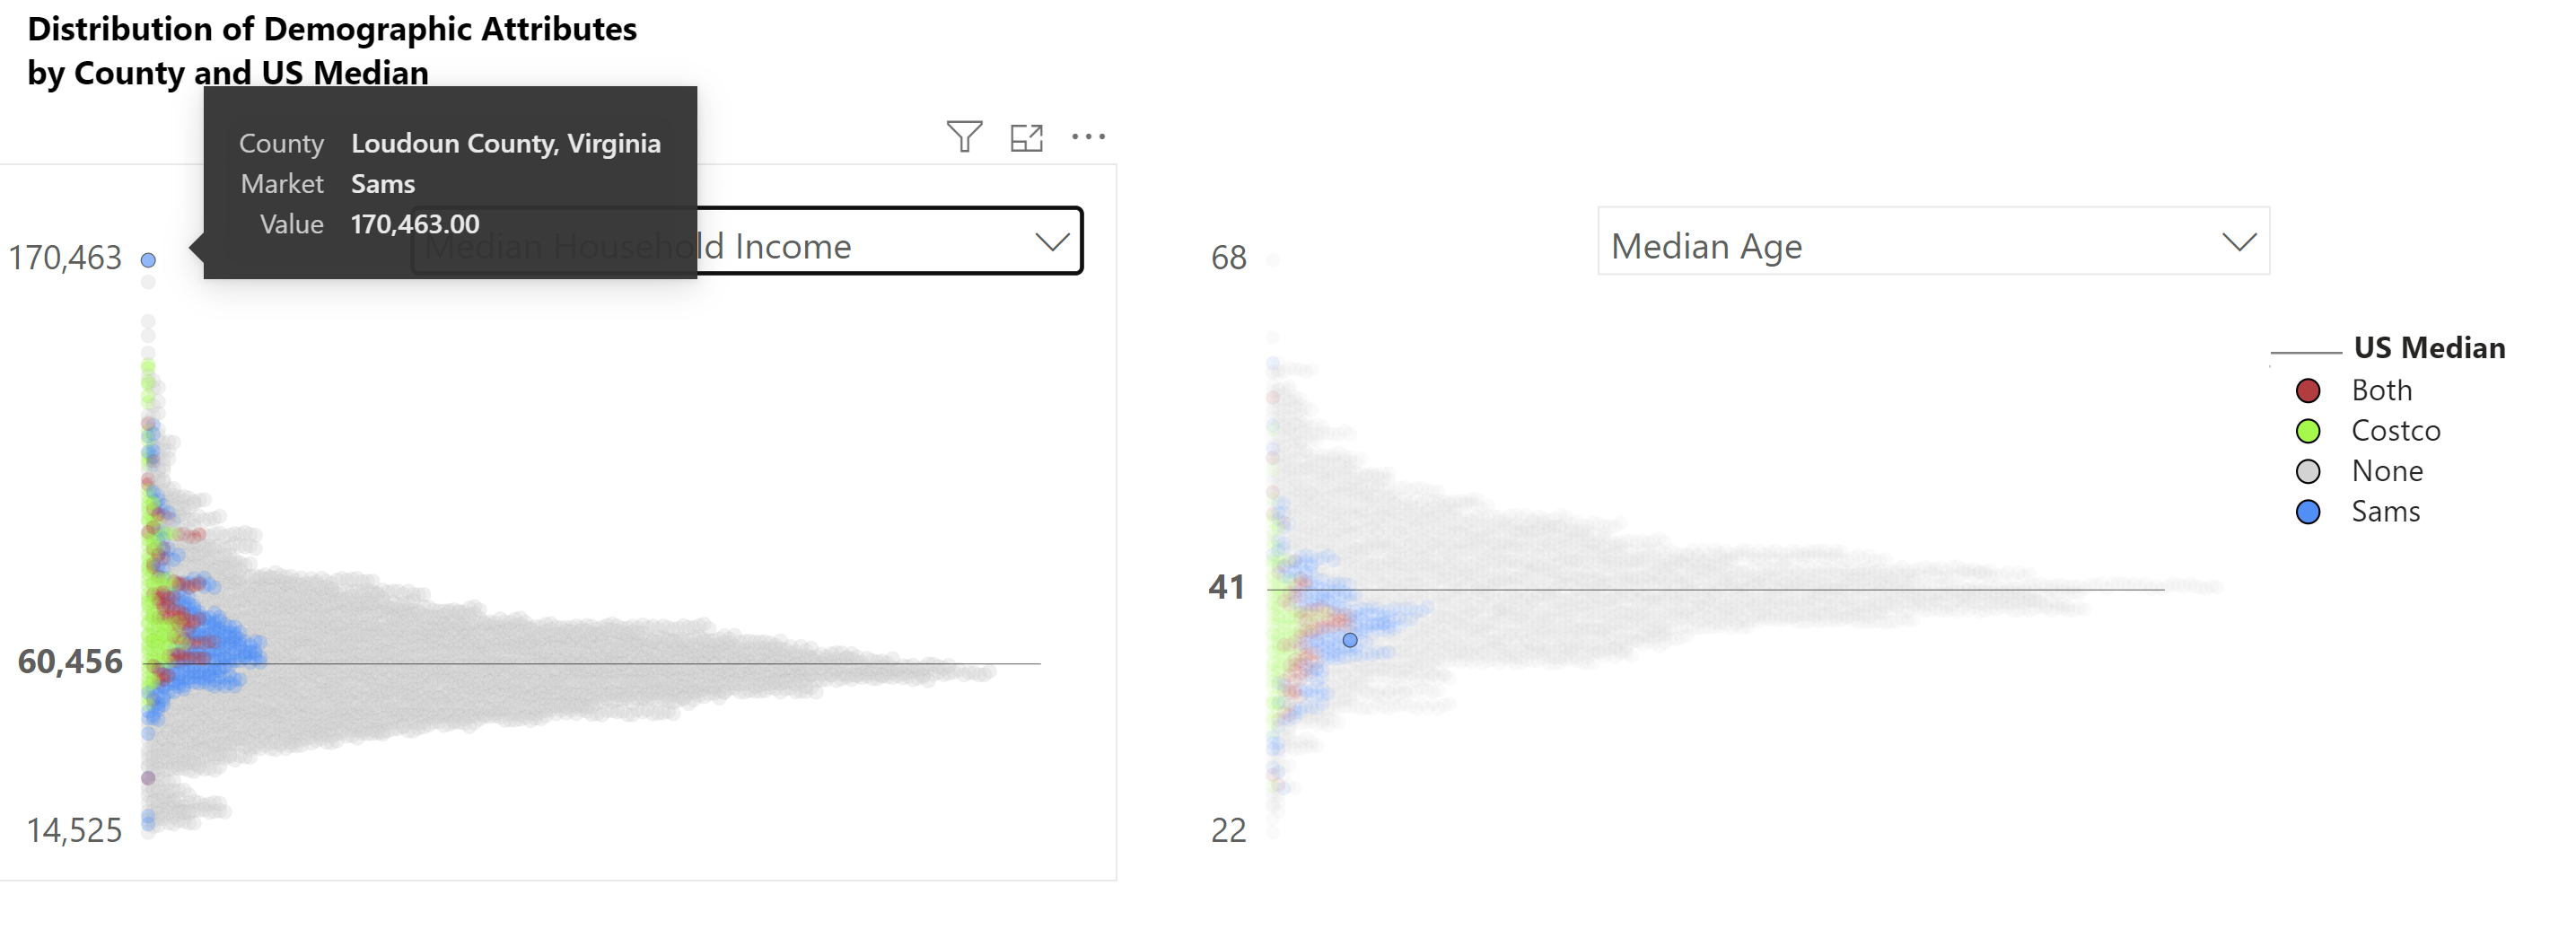 Distribution of Demographic Attributes
by County and US Median
County Loudoun County, Virginia
Market Sams
Value 170,463.00
Median Household Income
170,463
60,456
14,525
Median Age
68
41
22
US Median
Both
Costco
None
Sams